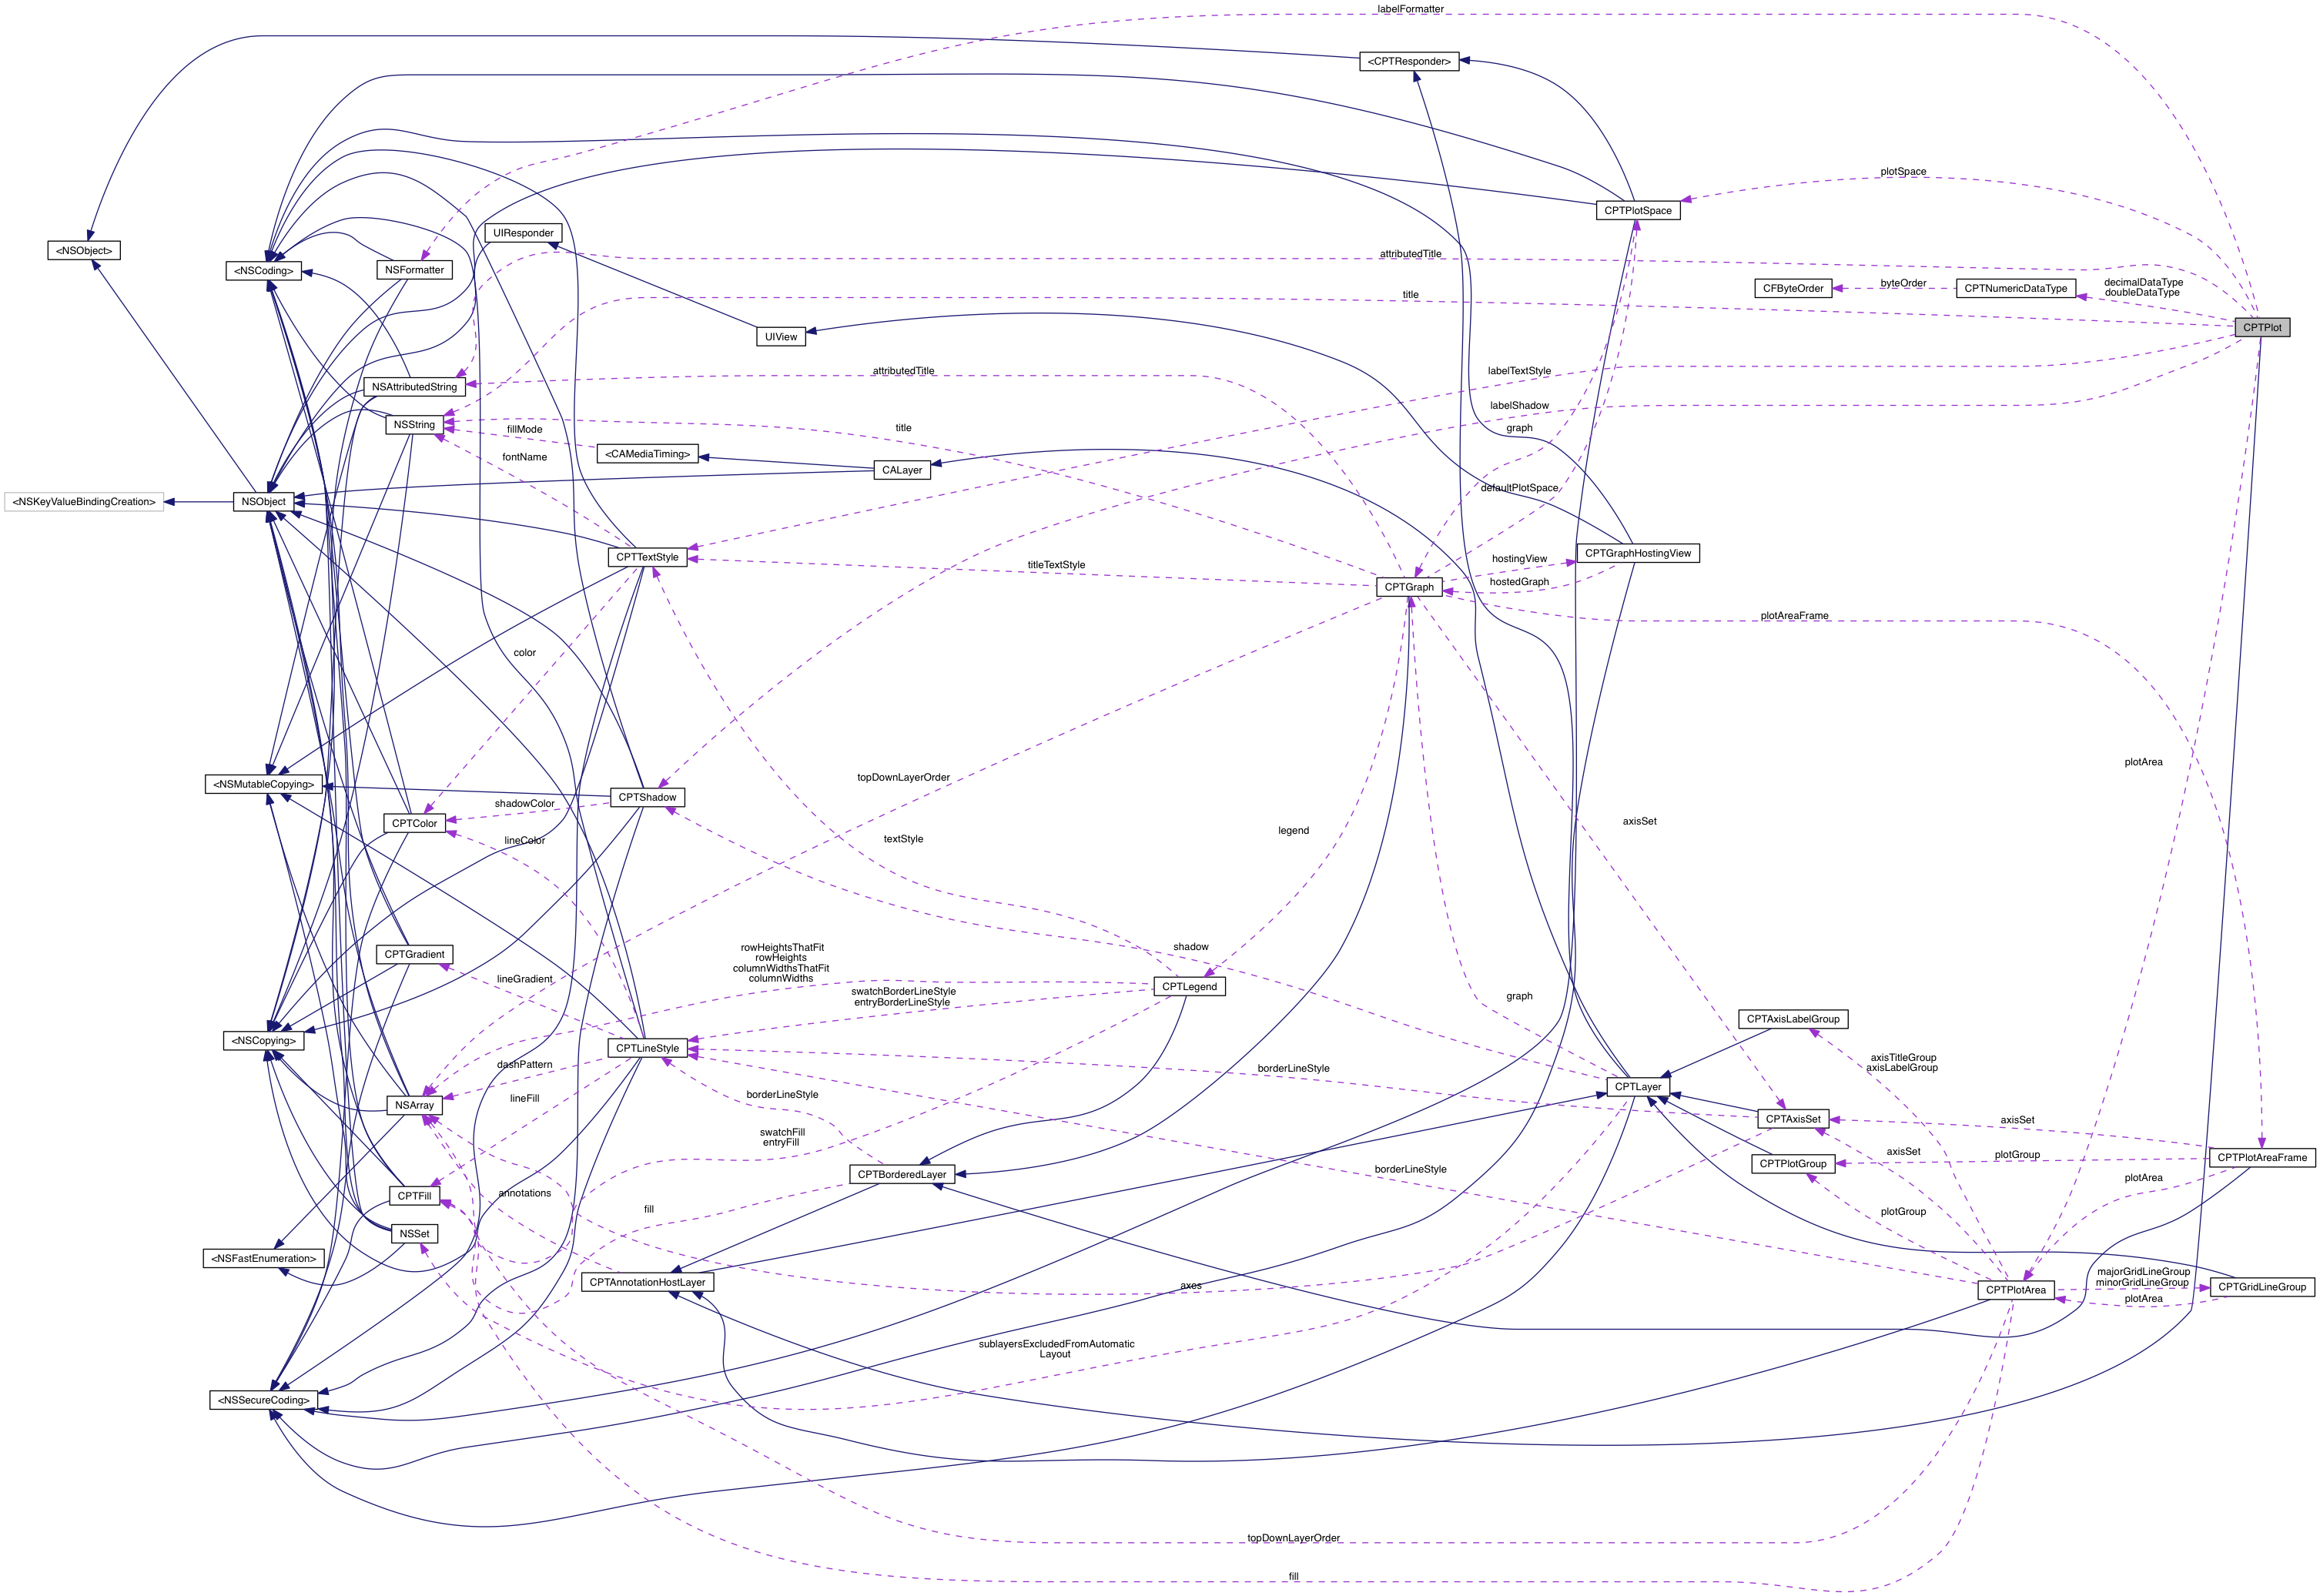 labelFormatter
<CPTResponder>
plotSpace
CPTPlotSpace
UIResponder
<NSObject>
attributedTitle
<NSCoding>
NSFormatter
byteOrder
decimalDataType
doubleDataType
CFByteOrder
CPTNumericDataType
title
CPTPlot
UIView
attributedTitle
labelTextStyle
NSAttributedString
labelShadow
NSString
fillMode
title
graph
<CAMediaTiming>
fontName
CALayer
defaultPlotSpace
<NSKeyValueBindingCreation>
NSObject
CPTTextStyle
titleTextStyle
hostingView
CPTGraphHostingView
hostedGraph
CPTGraph
plotAreaFrame
color
plotArea
topDownLayerOrder
<NSMutableCopying>
CPTShadow
shadowColor
CPTColor
axisSet
legend
lineColor
textStyle
rowHeightsThatFit
rowHeights
columnWidthsThatFit
columnWidths
shadow
CPTGradient
lineGradient
CPTLegend
swatchBorderLineStyle
entryBorderLineStyle
graph
CPTAxisLabelGroup
<NSCopying>
CPTLineStyle
axisTitleGroup
axisLabelGroup
dashPattern
borderLineStyle
CPTLayer
lineFill
borderLineStyle
NSArray
CPTAxisSet
axisSet
swatchFill
entryFill
axisSet
plotGroup
CPTPlotAreaFrame
CPTPlotGroup
borderLineStyle
CPTBorderedLayer
plotArea
CPTFill
annotations
fill
plotGroup
NSSet
<NSFastEnumeration>
majorGridLineGroup
minorGridLineGroup
CPTAnnotationHostLayer
axes
CPTPlotArea
CPTGridLineGroup
plotArea
sublayersExcludedFromAutomatic
Layout
<NSSecureCoding>
topDownLayerOrder
fill